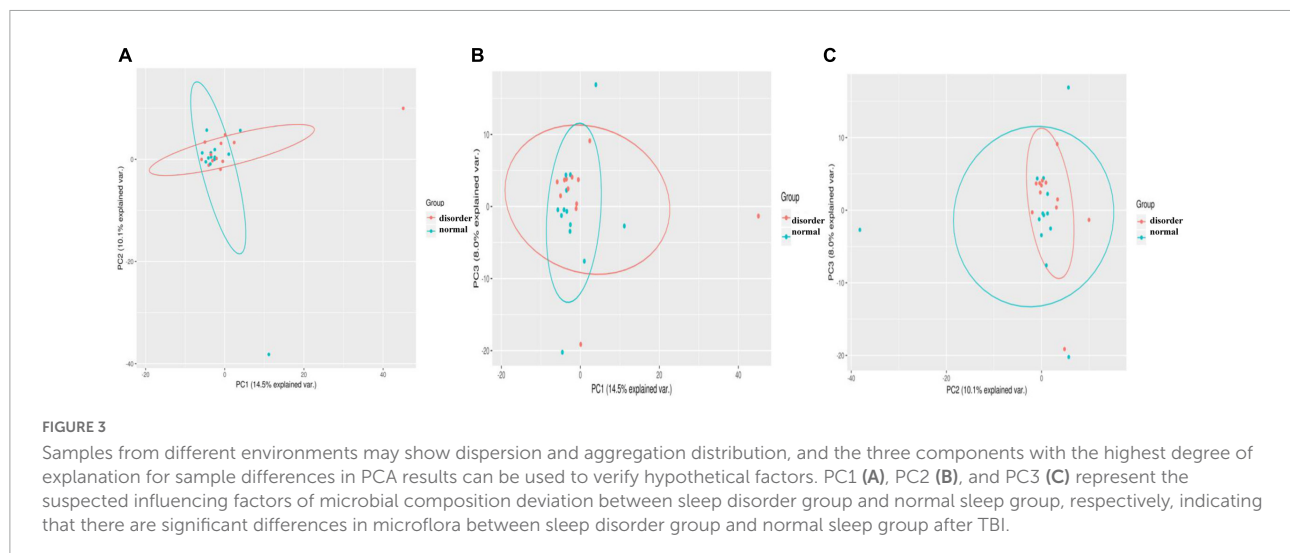 A
B
C
PC2 (10.1% explained var.)
0
-20
-40
-20
0
20
40
PC1 (14.5% explained var.)
Group
disorder
normal
PC3 (8.0% explained var.)
10
0
-10
-20
-20
0
20
40
PC1 (14.5% explained var.)
Group
disorder
normal
PC3 (8.0% explained var.)
10
0
-10
-20
-40
-20
0
PC2 (10.1% explained var.)
Group
disorder
normal
FIGURE 3
Samples from different environments may show dispersion and aggregation distribution, and the three components with the highest degree of
explanation for sample differences in PCA results can be used to verify hypothetical factors. PC1 (A), PC2 (B), and PC3 (C) represent the
suspected influencing factors of microbial composition deviation between sleep disorder group and normal sleep group, respectively, indicating
that there are significant differences in microflora between sleep disorder group and normal sleep group after TBI.